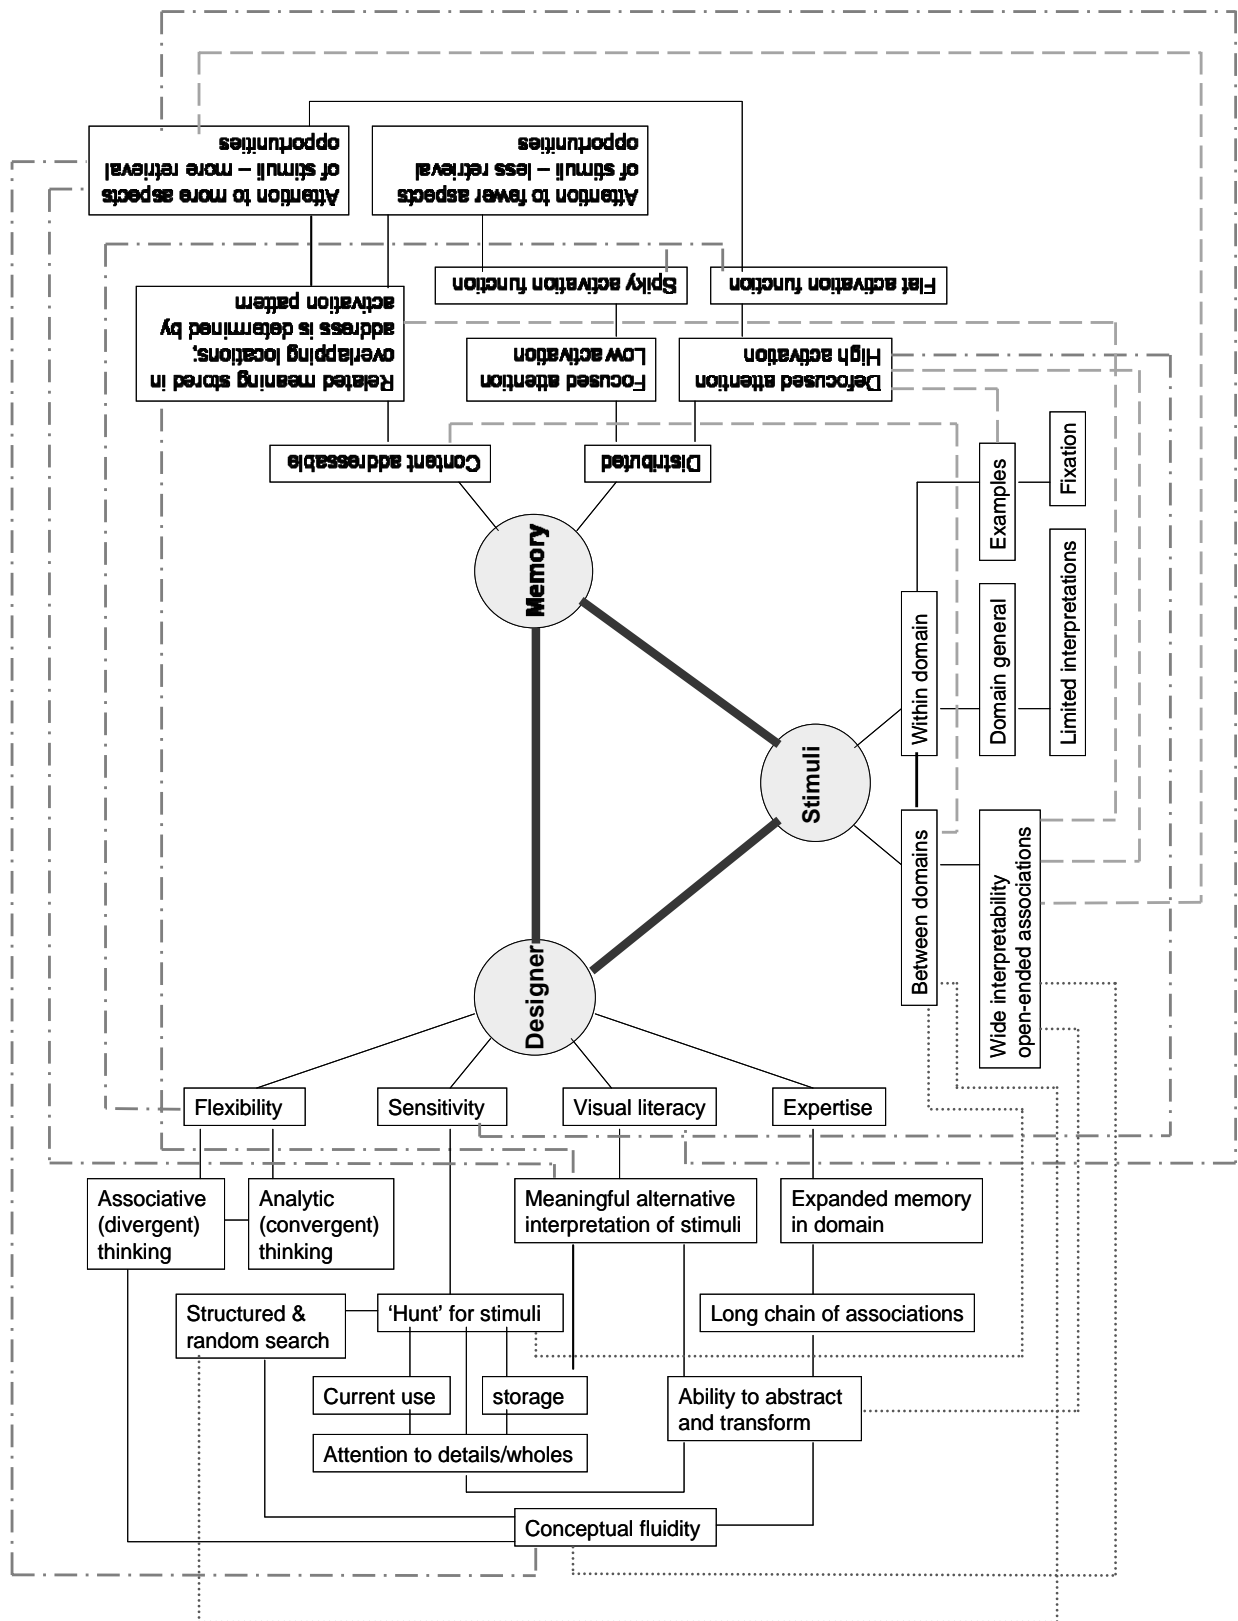 Attention to more aspects
of stimuli – more retrieval
opportunities
Attention to fewer aspects
of stimuli – less retrieval
opportunities
Spiky activation function
Flat activation function
Related meaning stored in
overlapping locations;
address is determined by
activation pattern
Focused attention
Low activation
Defocused attention
High activation
Content addressable
Distributed
Memory
Stimuli
Designer
Within domain
Examples
Fixation
Domain general
Limited interpretations
Between domains
Wide interpretability
open-ended associations
Flexibility
Sensitivity
Visual literacy
Expertise
Associative
(divergent)
thinking
Analytic
(convergent)
thinking
Meaningful alternative
interpretation of stimuli
Expanded memory
in domain
Structured &
random search
‘Hunt’ for stimuli
Long chain of associations
Current use
storage
Ability to abstract
and transform
Attention to details/wholes
Conceptual fluidity